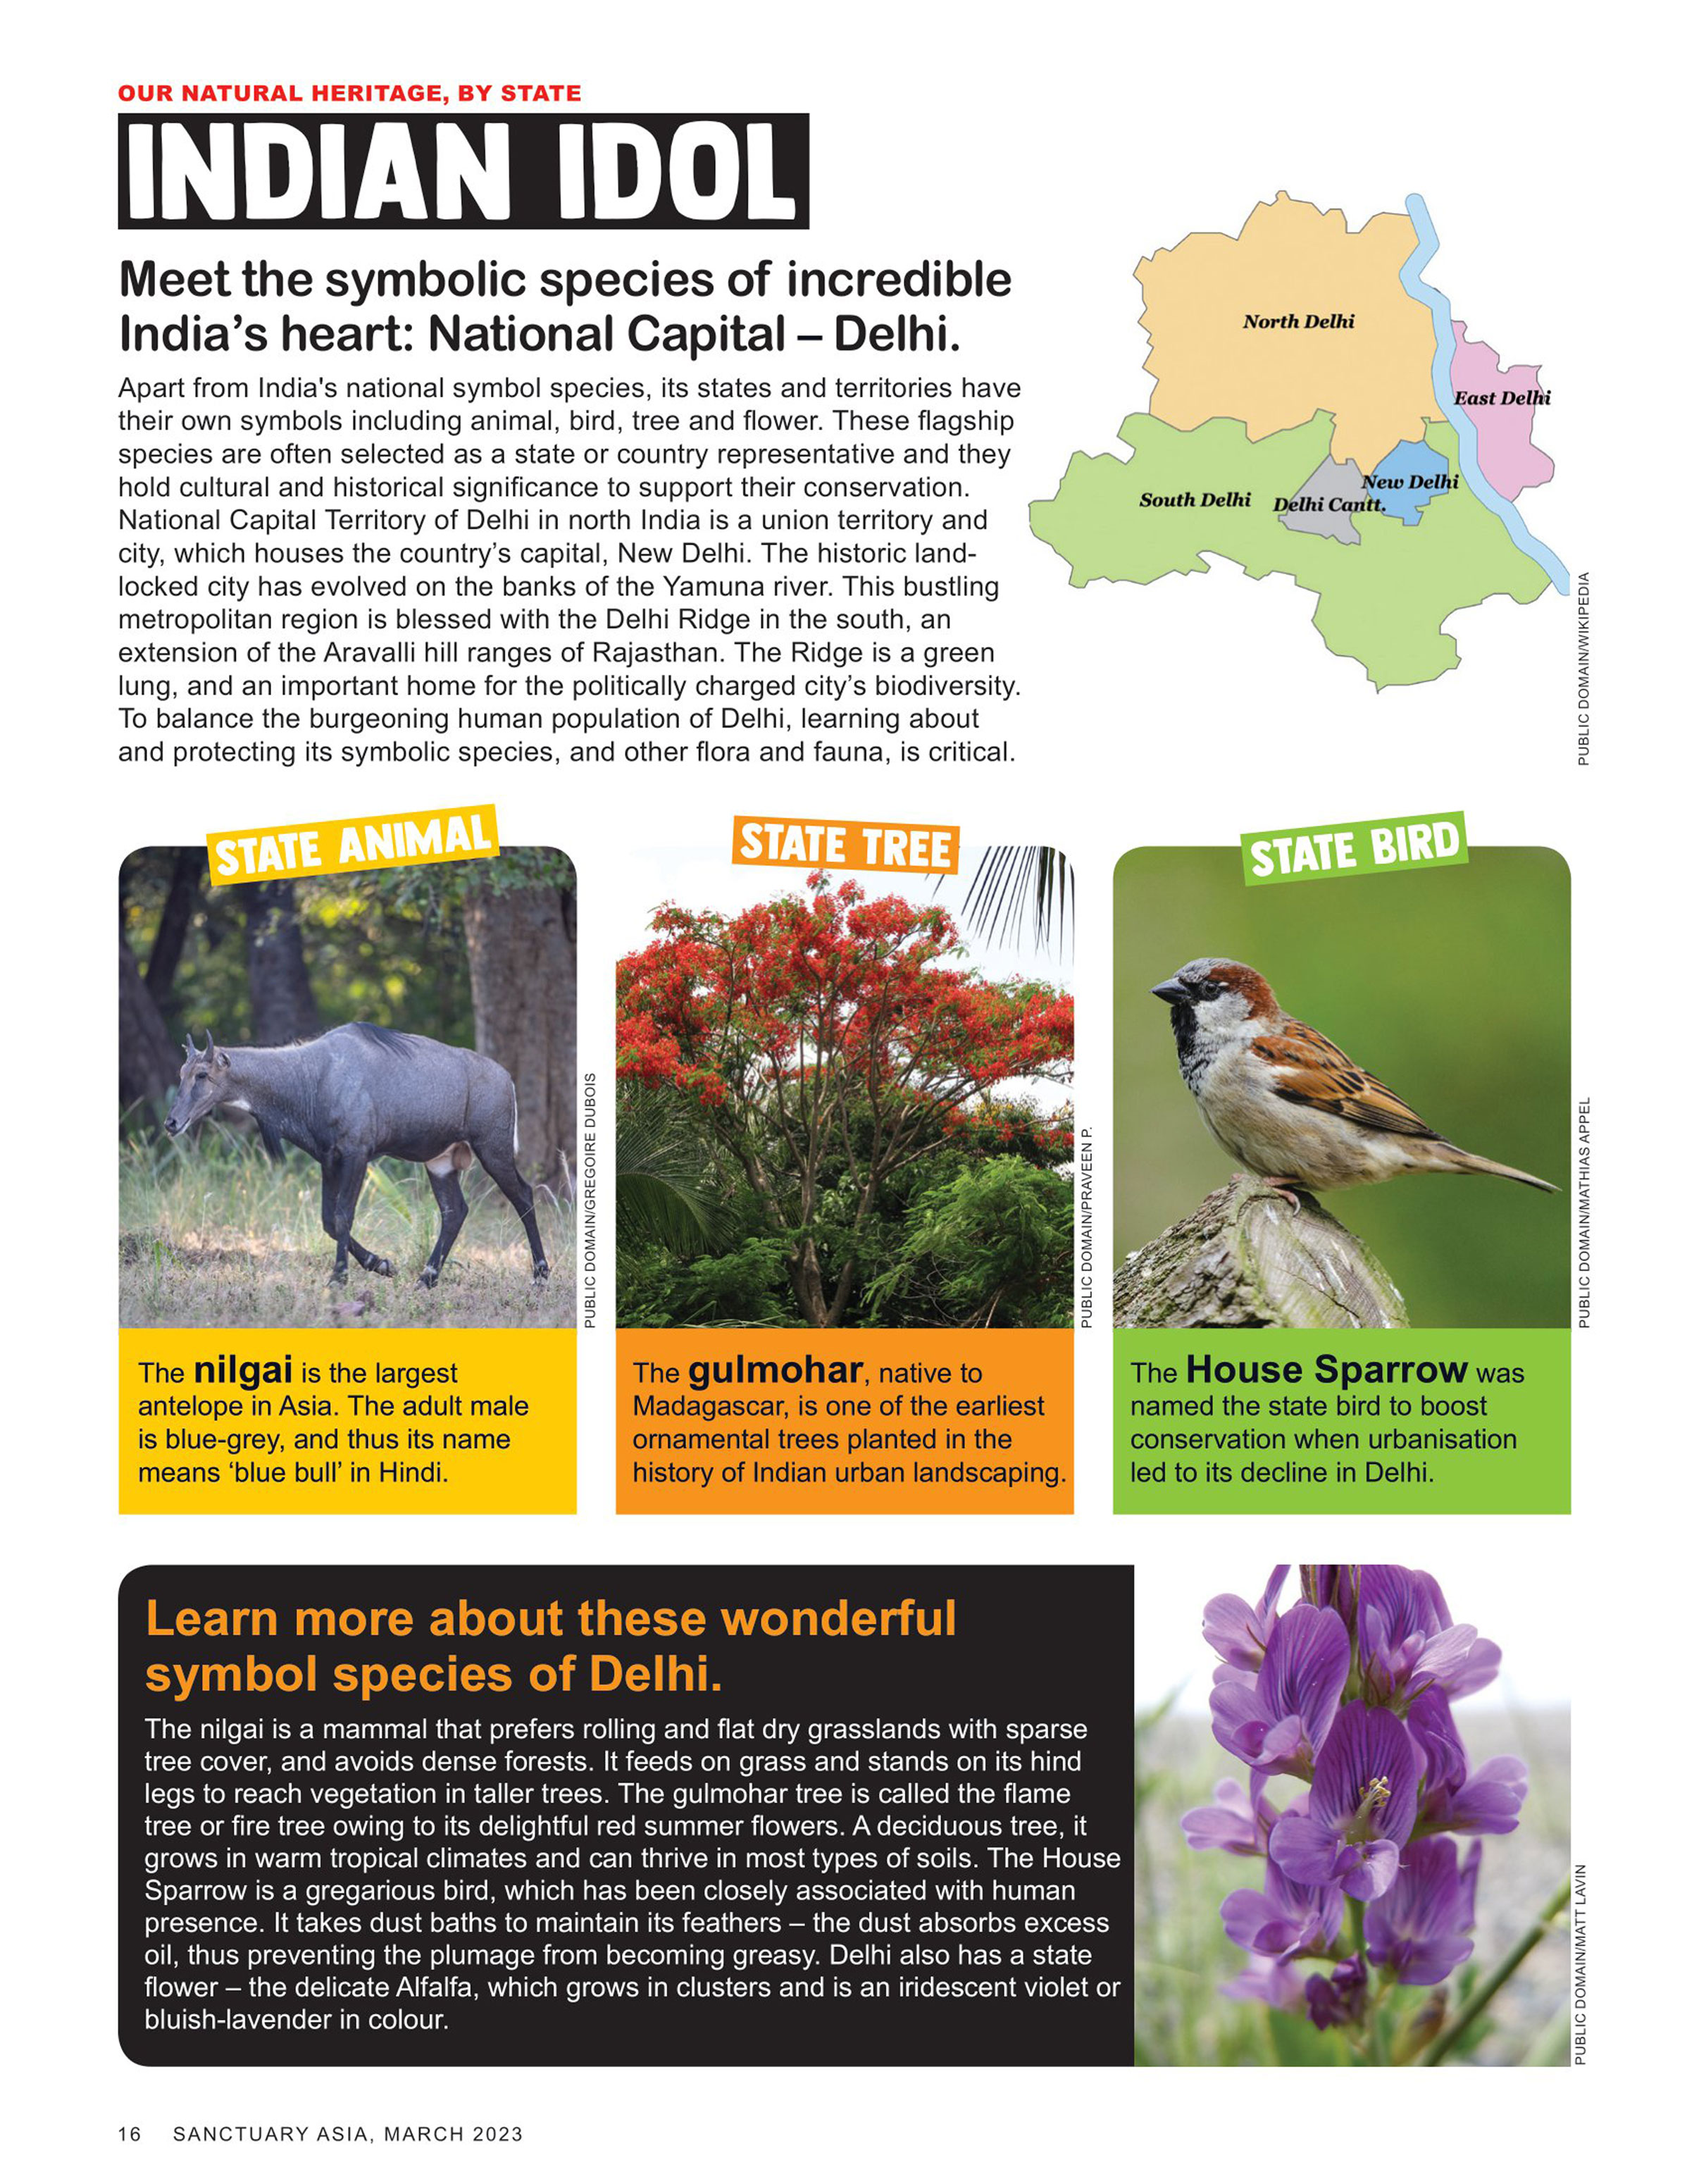 OUR NATURAL HERITAGE, BY STATE
INDIAN IDOL
Meet the symbolic species of incredible
India’s heart: National Capital – Delhi.
Apart from India's national symbol species, its states and territories have
their own symbols including animal, bird, tree and flower. These flagship
species are often selected as a state or country representative and they
hold cultural and historical significance to support their conservation.
National Capital Territory of Delhi in north India is a union territory and
city, which houses the country’s capital, New Delhi. The historic land-
locked city has evolved on the banks of the Yamuna river. This bustling
metropolitan region is blessed with the Delhi Ridge in the south, an
extension of the Aravalli hill ranges of Rajasthan. The Ridge is a green
lung, and an important home for the politically charged city’s biodiversity.
To balance the burgeoning human population of Delhi, learning about
and protecting its symbolic species, and other flora and fauna, is critical.
North Delhi
East Delhi
New Delhi
South Delhi
Delhi Cantt.
PUBLIC DOMAIN/WIKIPEDIA
STATE ANIMAL
PUBLIC DOMAIN/GREGOIRE DUBOIS
The nilgai is the largest
antelope in Asia. The adult male
is blue-grey, and thus its name
means ‘blue bull’ in Hindi.
STATE TREE
PUBLIC DOMAIN/PRAVEEN P.
The gulmohar, native to
Madagascar, is one of the earliest
ornamental trees planted in the
history of Indian urban landscaping.
STATE BIRD
PUBLIC DOMAIN/MATHIAS APPEL
The House Sparrow was
named the state bird to boost
conservation when urbanisation
led to its decline in Delhi.
Learn more about these wonderful
symbol species of Delhi.
The nilgai is a mammal that prefers rolling and flat dry grasslands with sparse
tree cover, and avoids dense forests. It feeds on grass and stands on its hind
legs to reach vegetation in taller trees. The gulmohar tree is called the flame
tree or fire tree owing to its delightful red summer flowers. A deciduous tree, it
grows in warm tropical climates and can thrive in most types of soils. The House
Sparrow is a gregarious bird, which has been closely associated with human
presence. It takes dust baths to maintain its feathers – the dust absorbs excess
oil, thus preventing the plumage from becoming greasy. Delhi also has a state
flower – the delicate Alfalfa, which grows in clusters and is an iridescent violet or
bluish-lavender in colour.
PUBLIC DOMAIN/MATT LAVIN
16 SANCTUARY ASIA, MARCH 2023